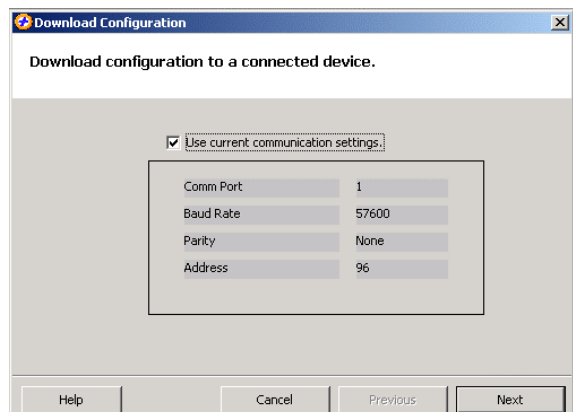 Download Configuration
Download configuration to a connected device.
Use current communication settings.
Comm Port 1
Baud Rate 57600
Parity None
Address 96
Help Cancel Previous Next